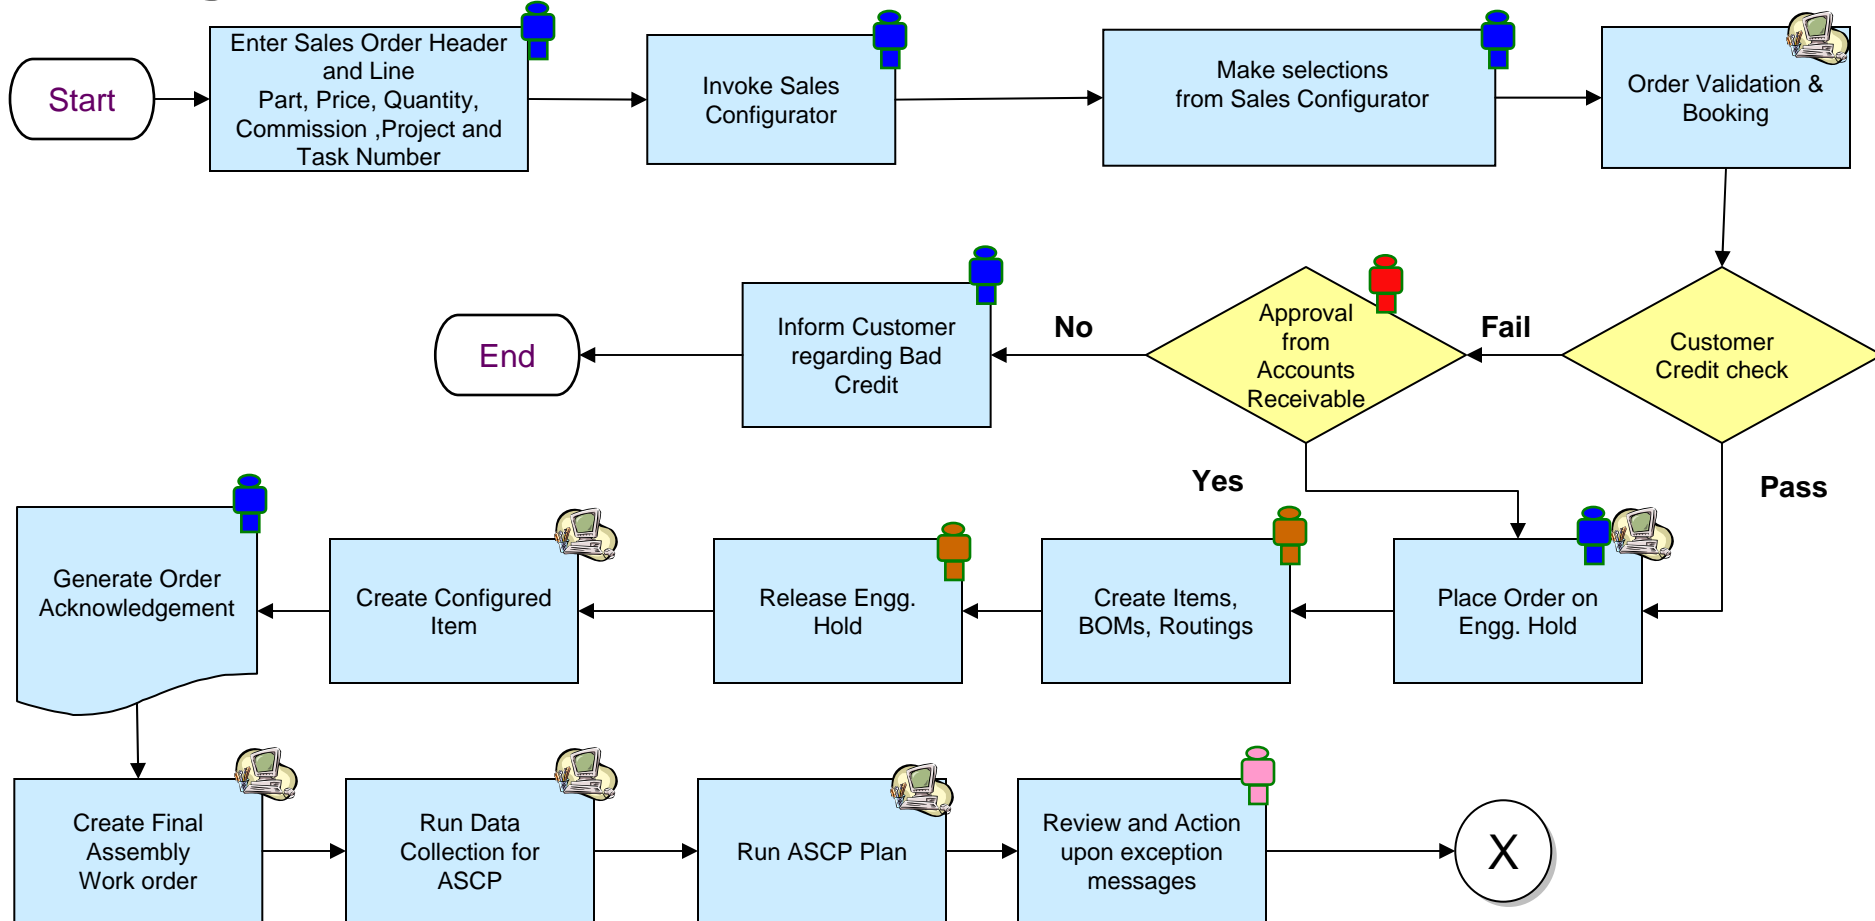 Start
Enter Sales Order Header
and Line
Part, Price, Quantity,
Commission ,Project and
Task Number
Invoke Sales
Configurator
Make selections
from Sales Configurator
Order Validation &
Booking
End
Inform Customer
regarding Bad
Credit
No
Approval
from
Accounts
Receivable
Fail
Customer
Credit check
Yes
Pass
Generate Order
Acknowledgement
Create Configured
Item
Release Engg.
Hold
Create Items,
BOMs, Routings
Place Order on
Engg. Hold
Create Final
Assembly
Work order
Run Data
Collection for
ASCP
Run ASCP Plan
Review and Action
upon exception
messages
X